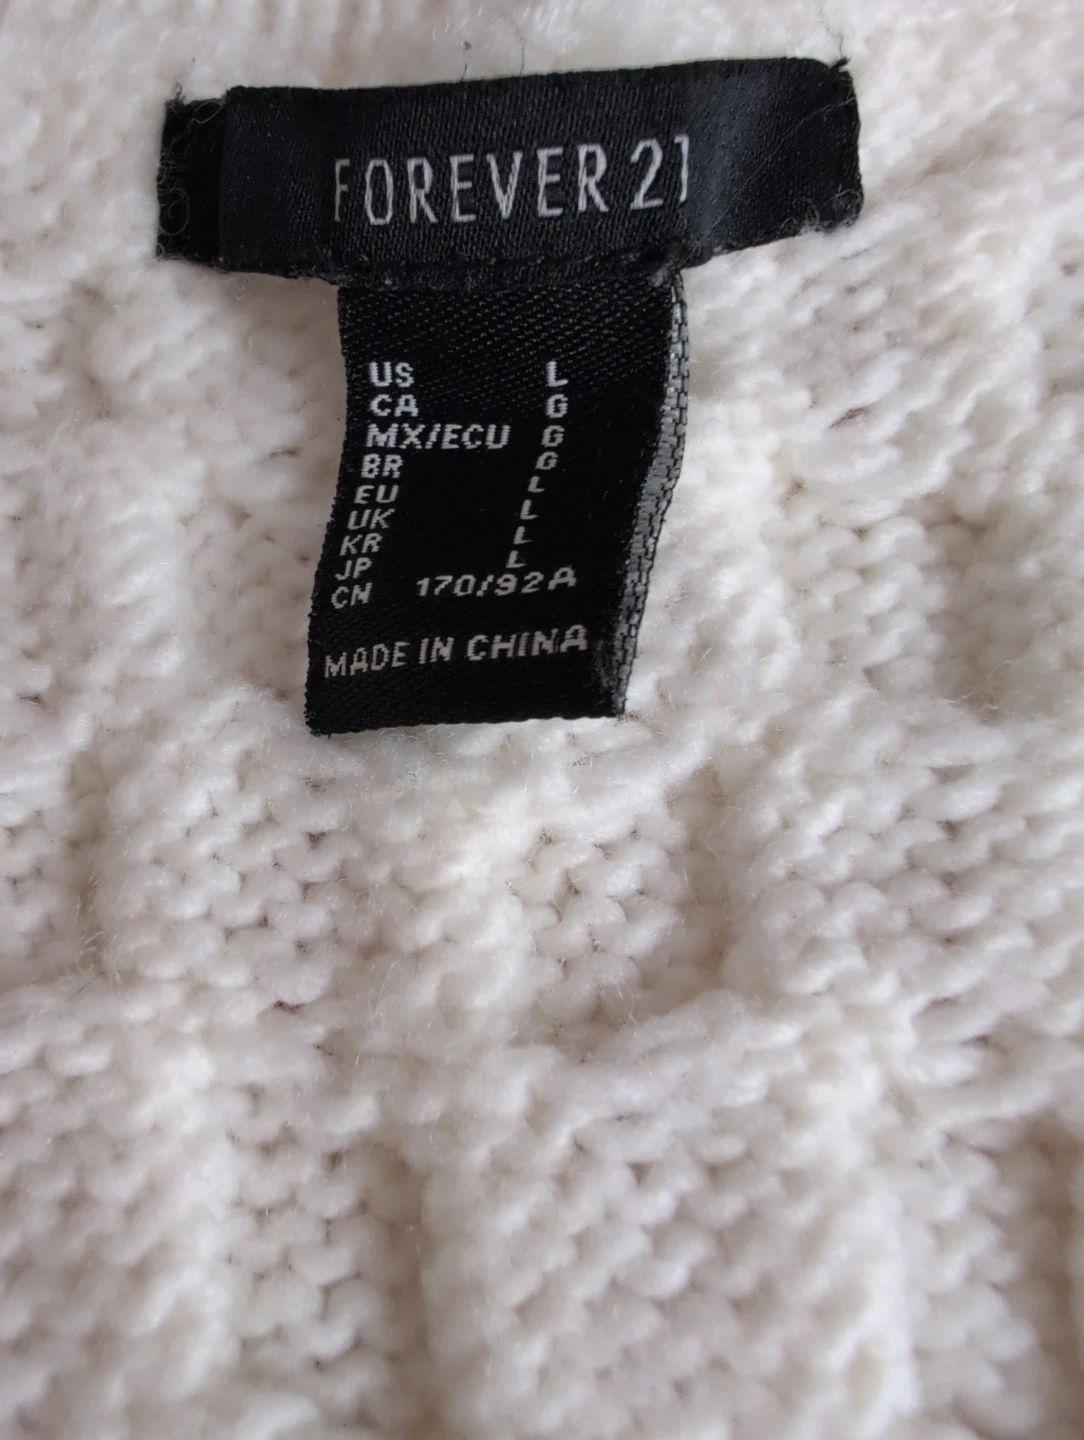 FOREVER 21
US L
CA G
MX/ECU G
BR G
EU L
UK L
KR L
JP L
CN 170/92A
MADE IN CHINA